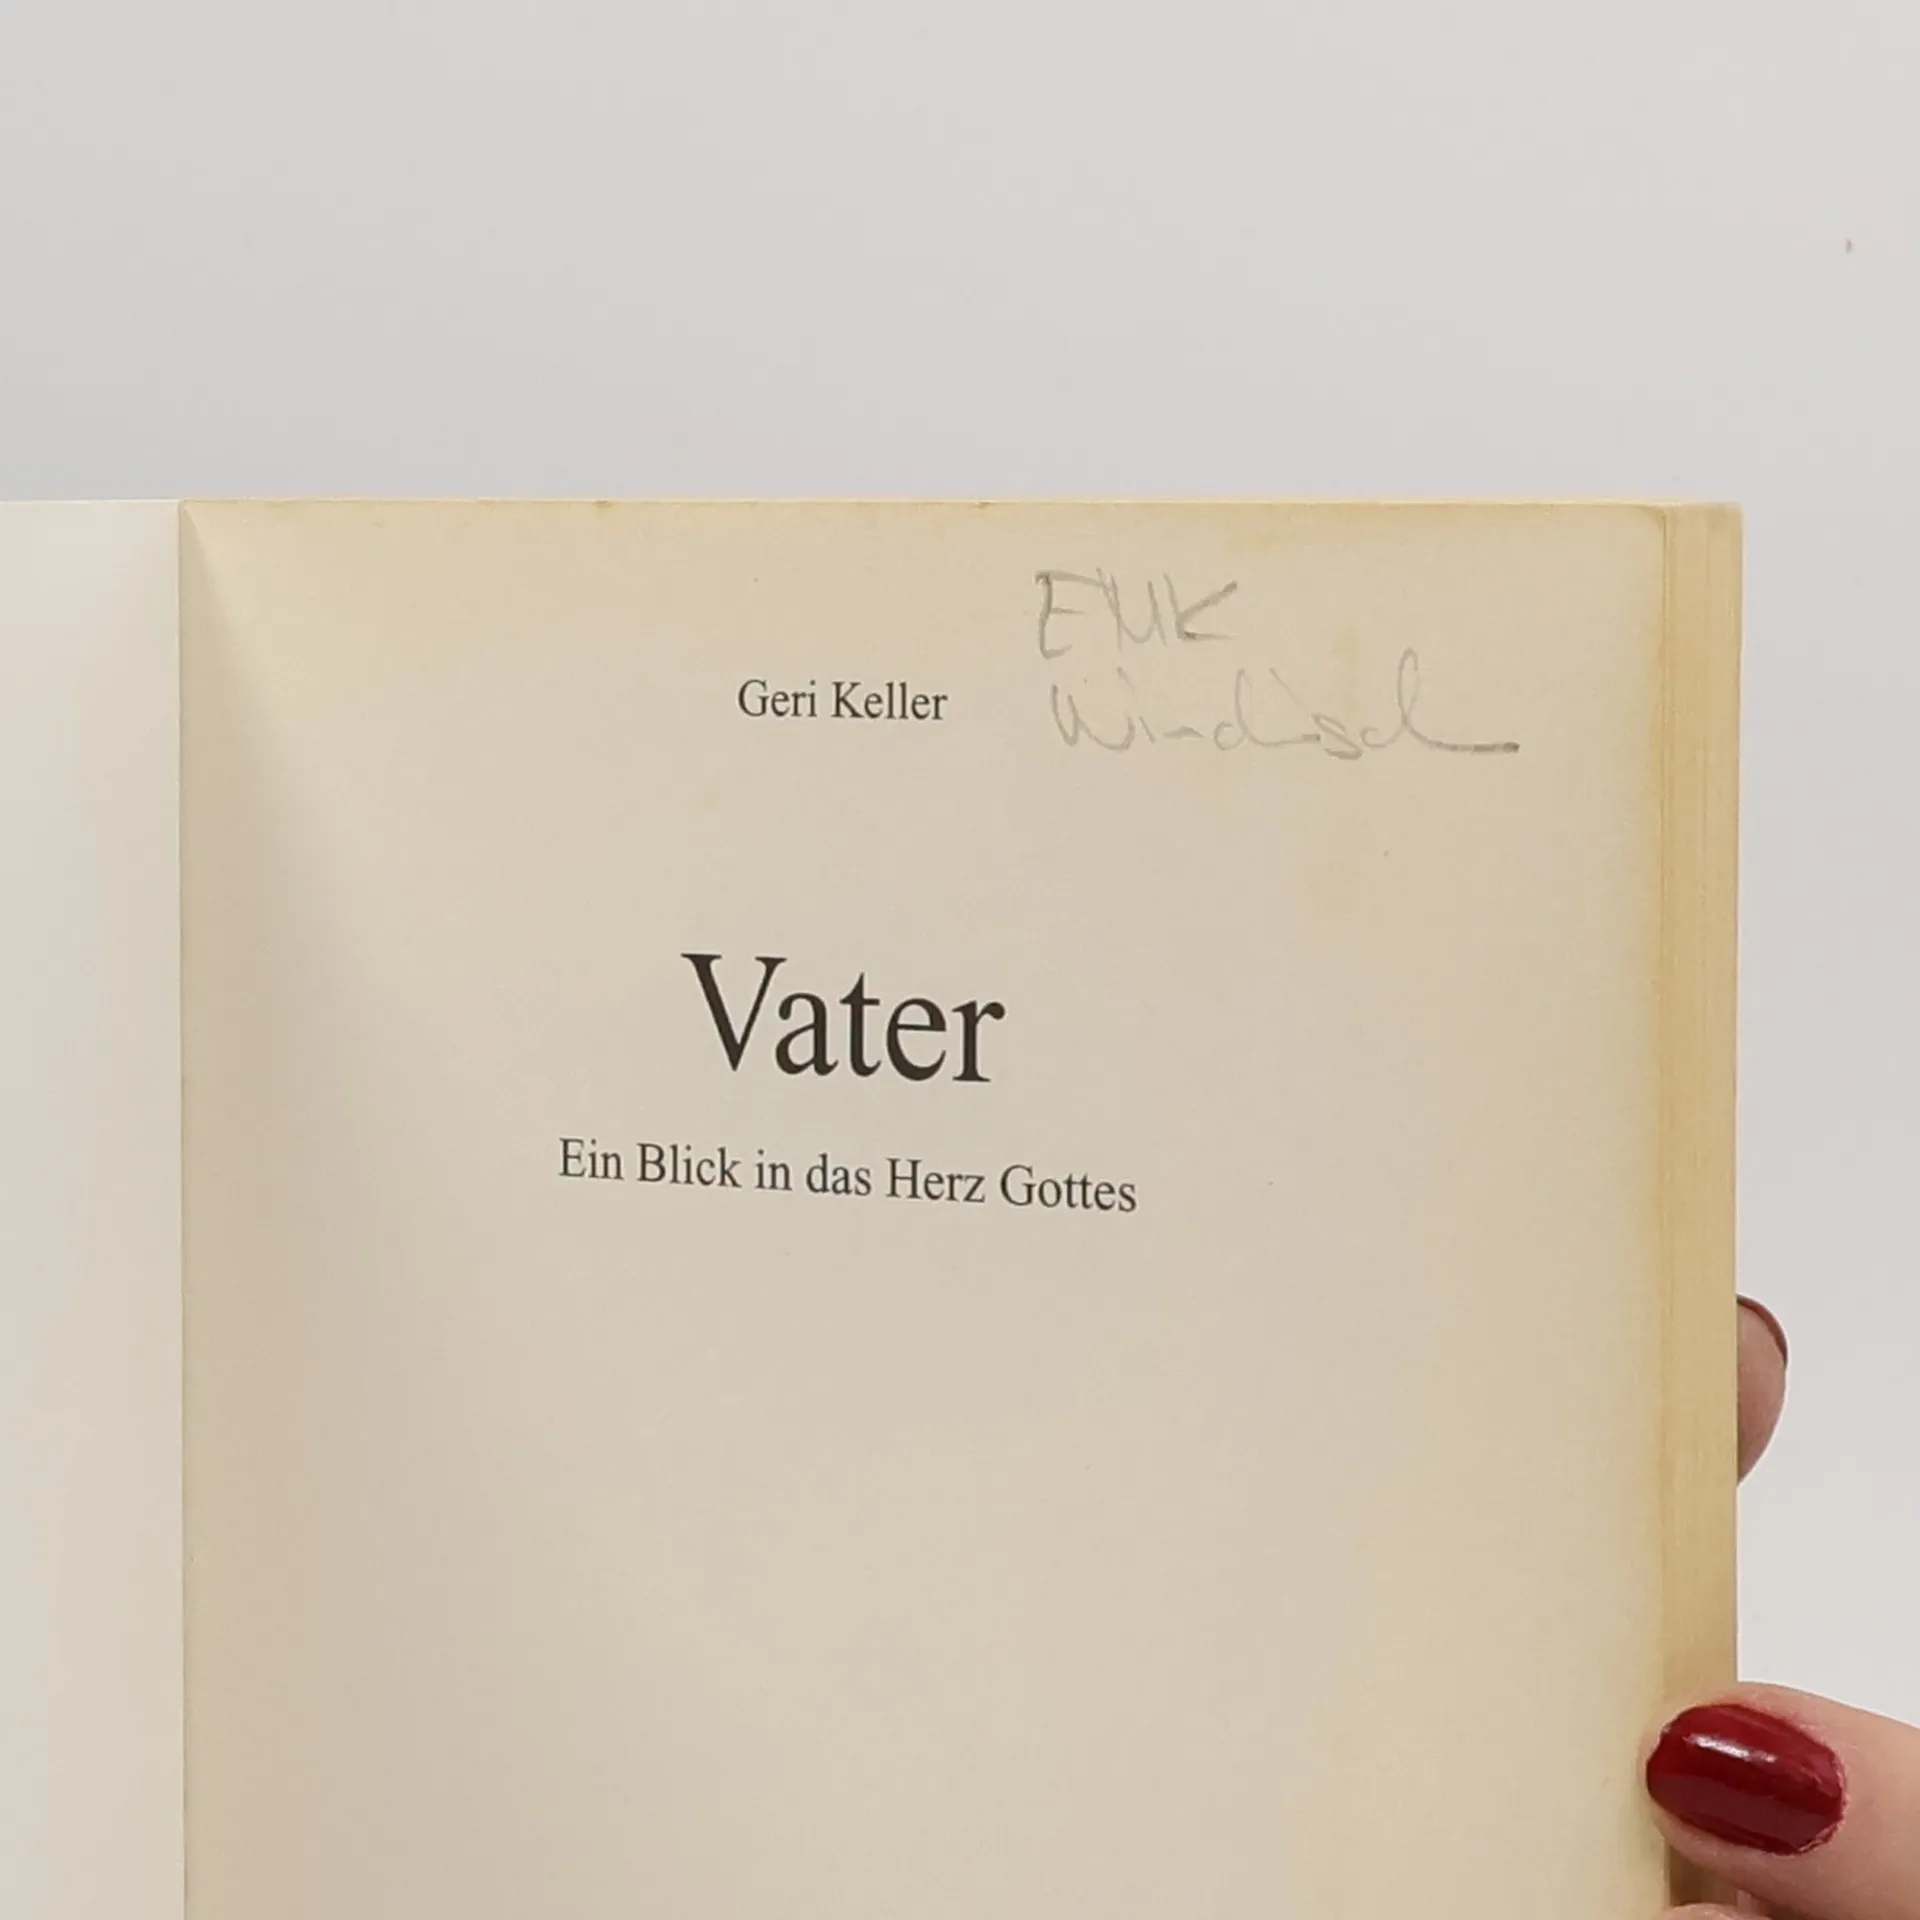 EMK
Windisch
Geri Keller
Vater
Ein Blick in das Herz Gottes